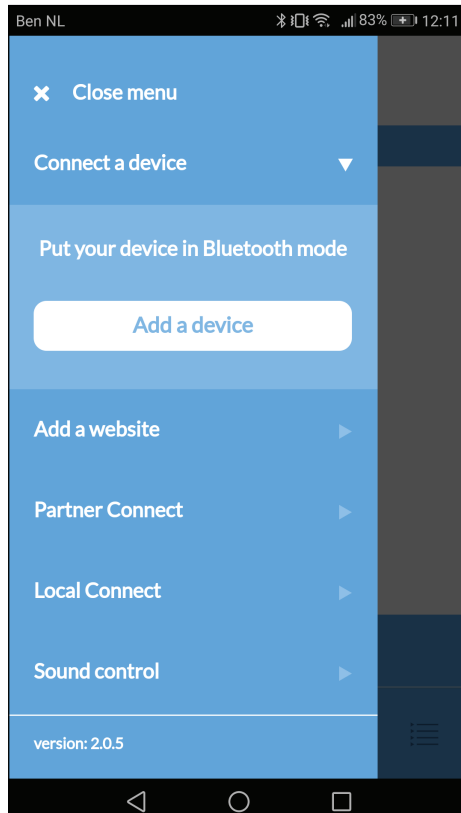 Ben NL 83% 12:11
Close menu
Connect a device
Put your device in Bluetooth mode
Add a device
Add a website
Partner Connect
Local Connect
Sound control
version: 2.0.5